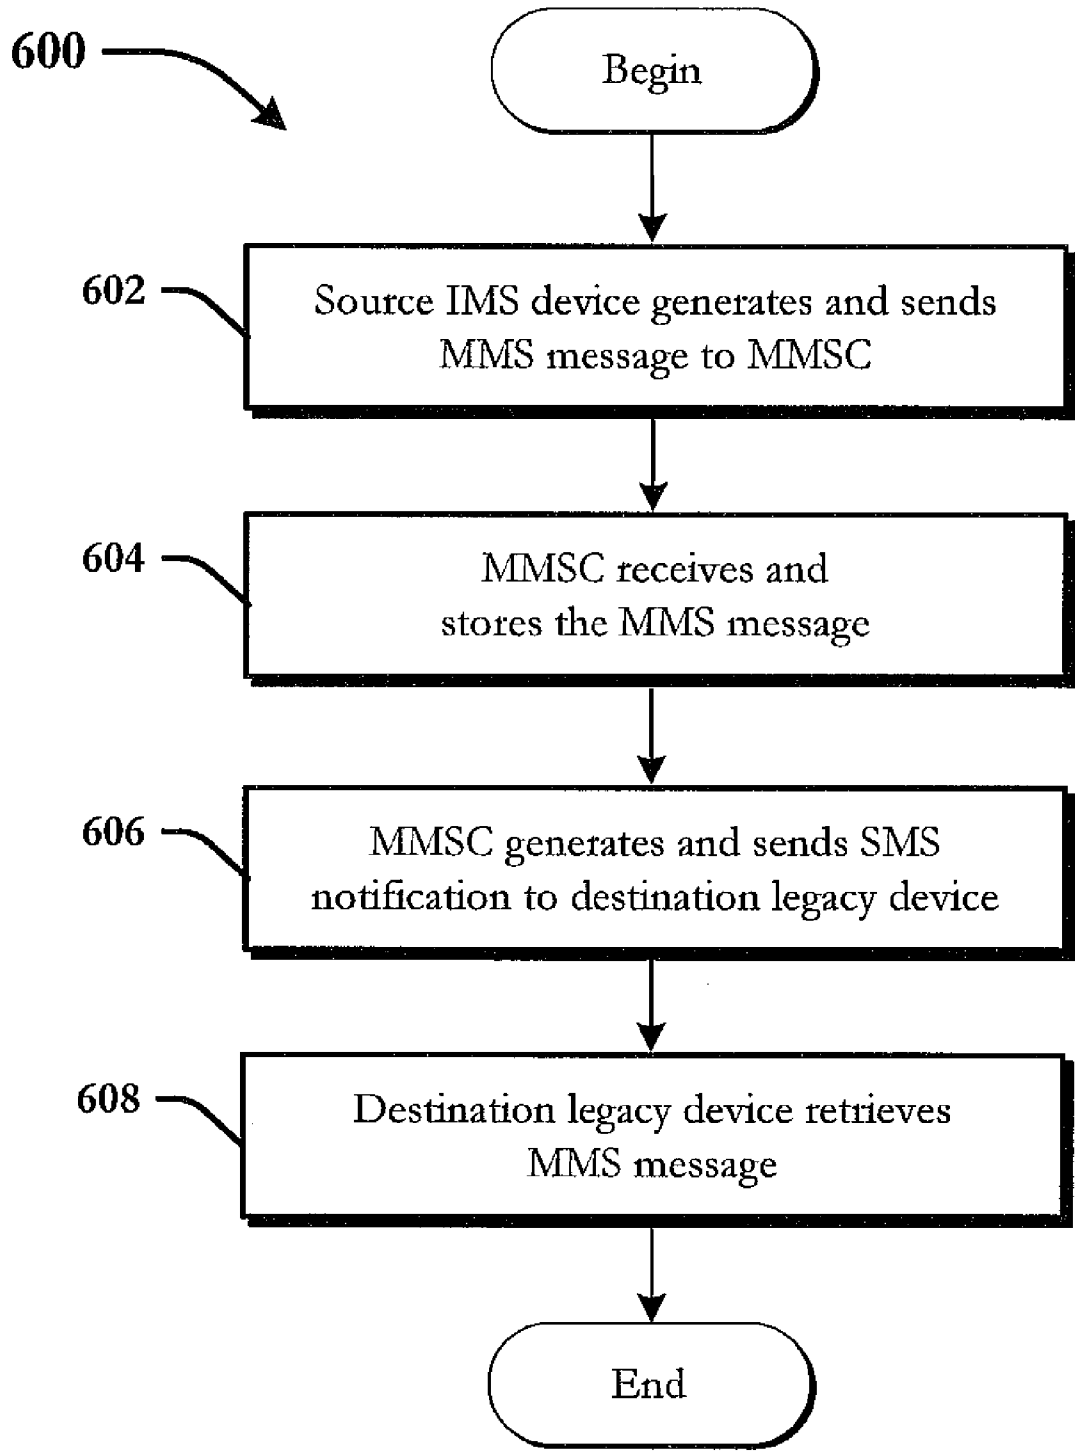 600
Begin
602
Source IMS device generates and sends
MMS message to MMSC
604
MMSC receives and
stores the MMS message
606
MMSC generates and sends SMS
notification to destination legacy device
608
Destination legacy device retrieves
MMS message
End